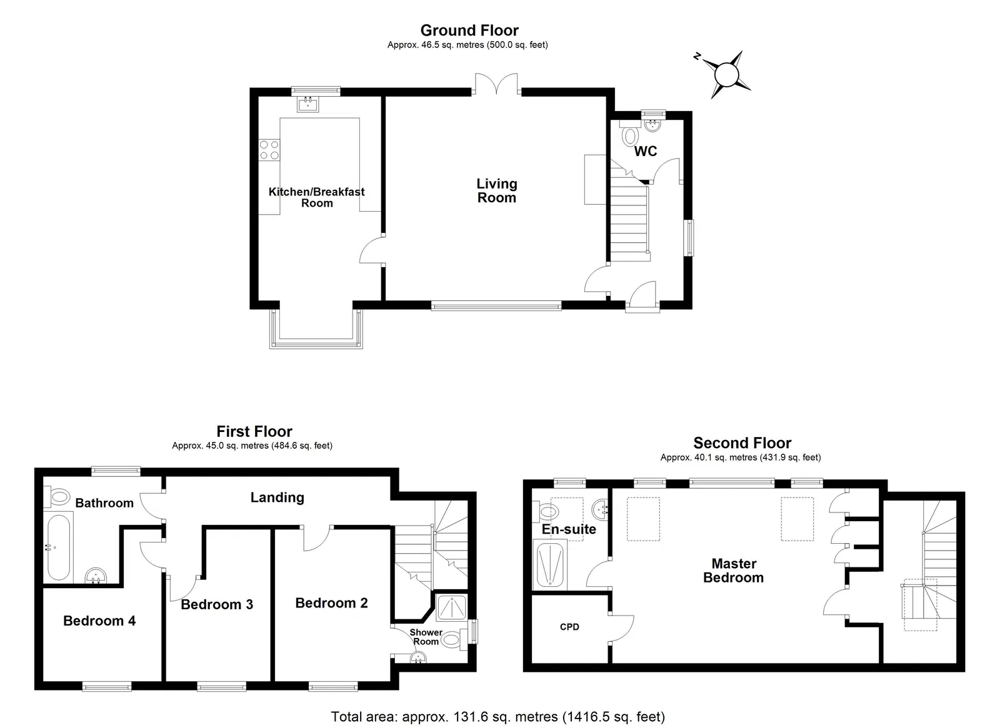 Ground Floor
Approx. 46.5 sq. metres (500.0 sq. feet)
N
WC
Living
Room
Kitchen/Breakfast
Room
First Floor
Approx. 45.0 sq. metres (484.6 sq. feet)
Bathroom
Landing
Bedroom 4
Bedroom 3
Bedroom 2
Shower
Room
Second Floor
Approx. 40.1 sq. metres (431.9 sq. feet)
En-suite
Master
Bedroom
CPD
Total area: approx. 131.6 sq. metres (1416.5 sq. feet)